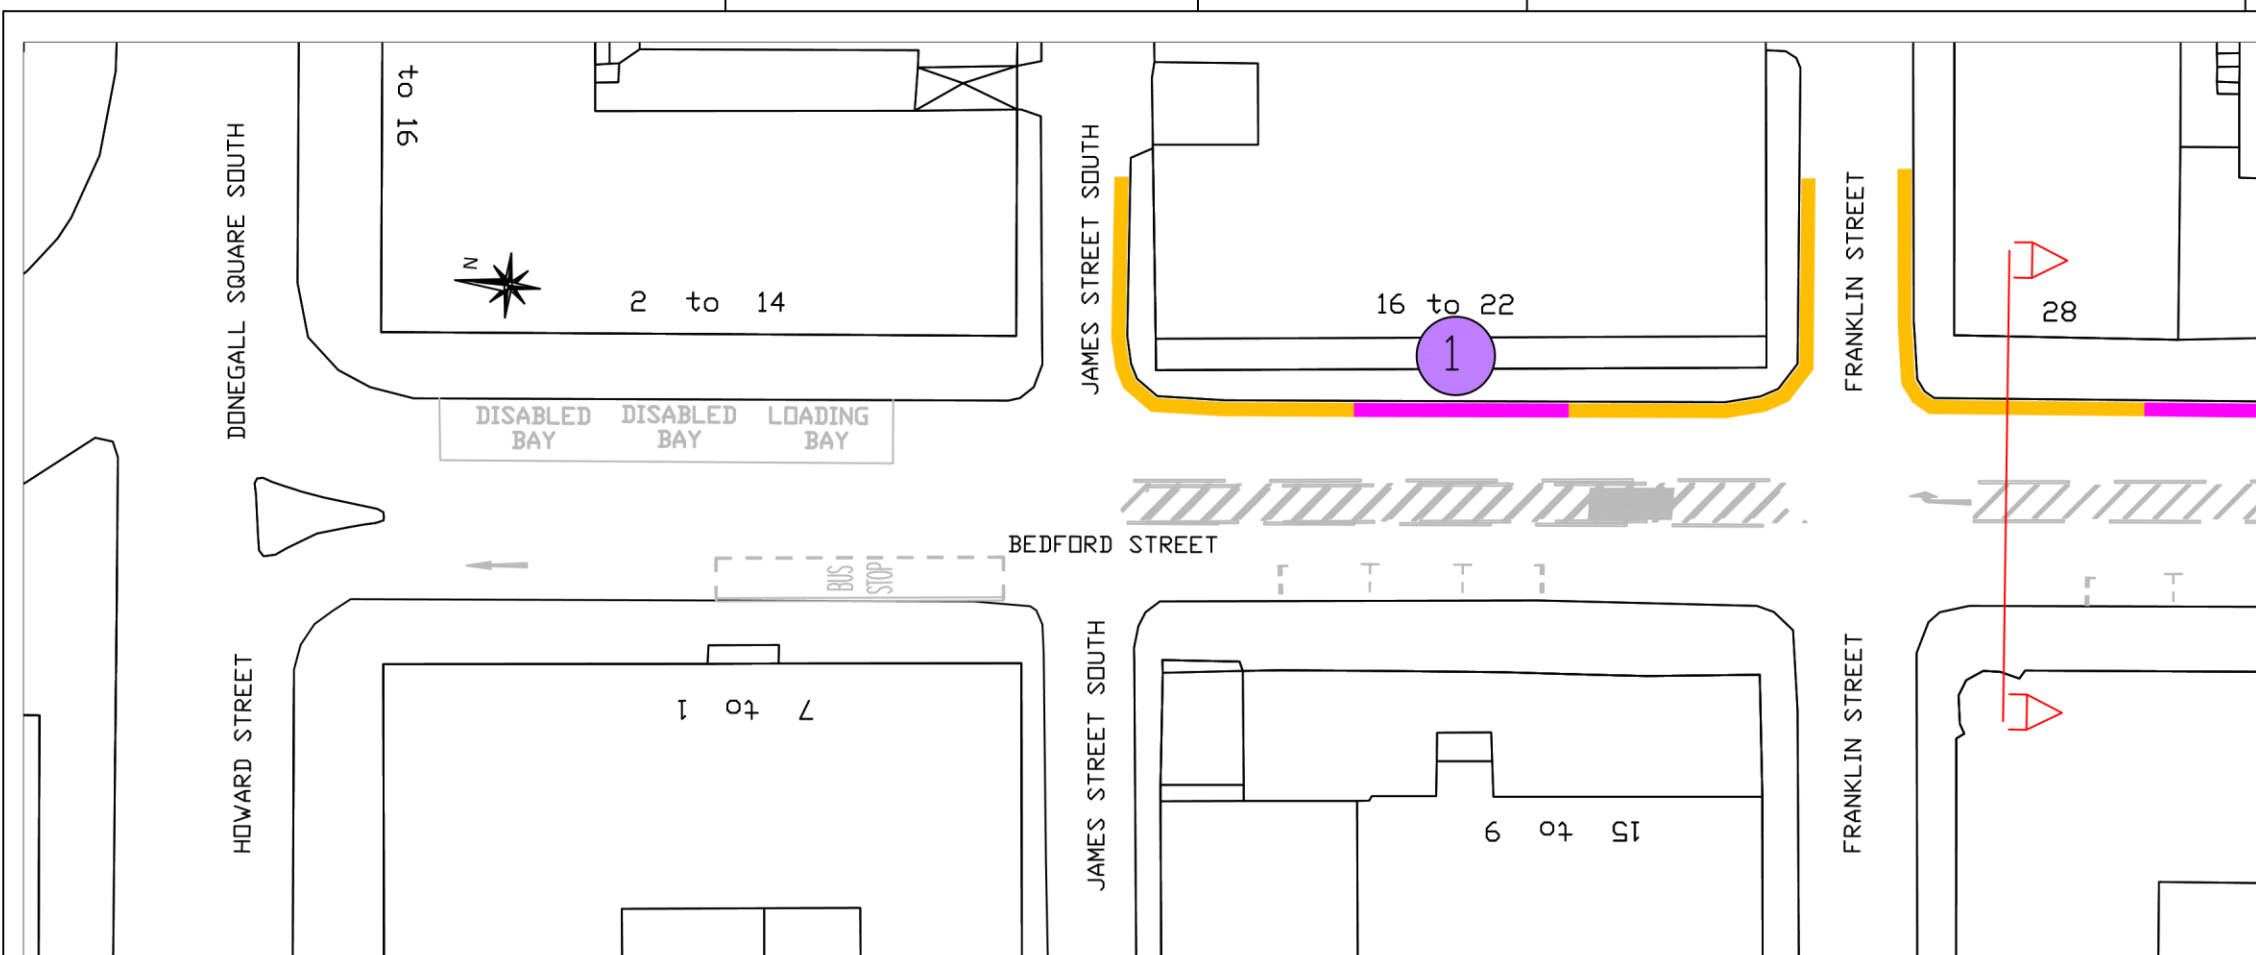 to 16
DONEGALL SQUARE SOUTH
N
2 to 14
JAMES STREET SOUTH
16 to 22
1
FRANKLIN STREET
28
DISABLED
BAY
DISABLED
BAY
LOADING
BAY
BEDFORD STREET
BUS
STOP
HOWARD STREET
1 to 7
JAMES STREET SOUTH
9 to 15
FRANKLIN STREET